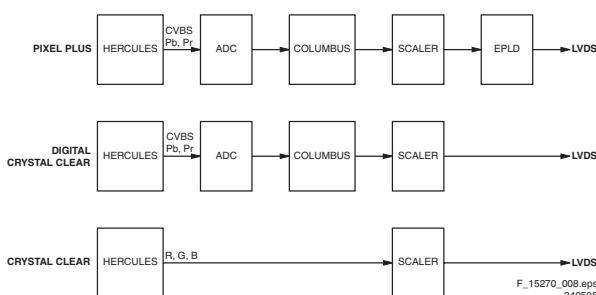 PIXEL PLUS
HERCULES
CVBS
Pb, Pr
ADC
COLUMBUS
SCALER
EPLD
LVDS
DIGITAL
CRYSTAL CLEAR
HERCULES
CVBS
Pb, Pr
ADC
COLUMBUS
SCALER
LVDS
CRYSTAL CLEAR
HERCULES
R, G, B
SCALER
LVDS
F_15270_008.eps